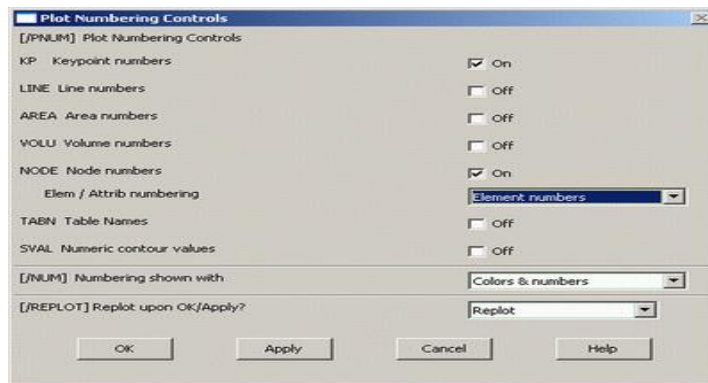 Plot Numbering Controls
[/PNUM] Plot Numbering Controls
KP Keypoint numbers On
LINE Line numbers Off
AREA Area numbers Off
VOLU Volume numbers Off
NODE Node numbers On
Elem / Attrib numbering Element numbers
TABN Table Names Off
SVAL Numeric contour values Off
[/NUM] Numbering shown with Colors & numbers
[/REPLOT] Replot upon OK/Apply? Replot
OK Apply Cancel Help